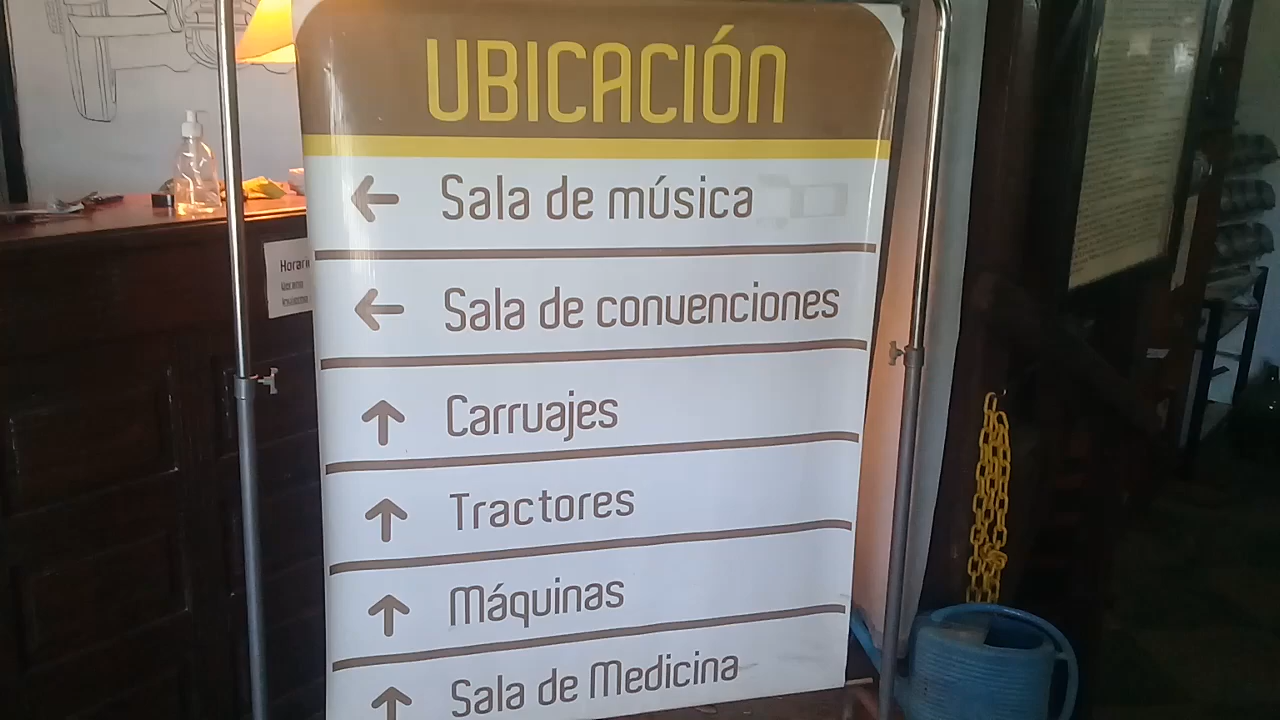 UBICACIÓN
← Sala de música
← Sala de convenciones
↑ Carruajes
↑ Tractores
↑ Máquinas
↑ Sala de Medicina